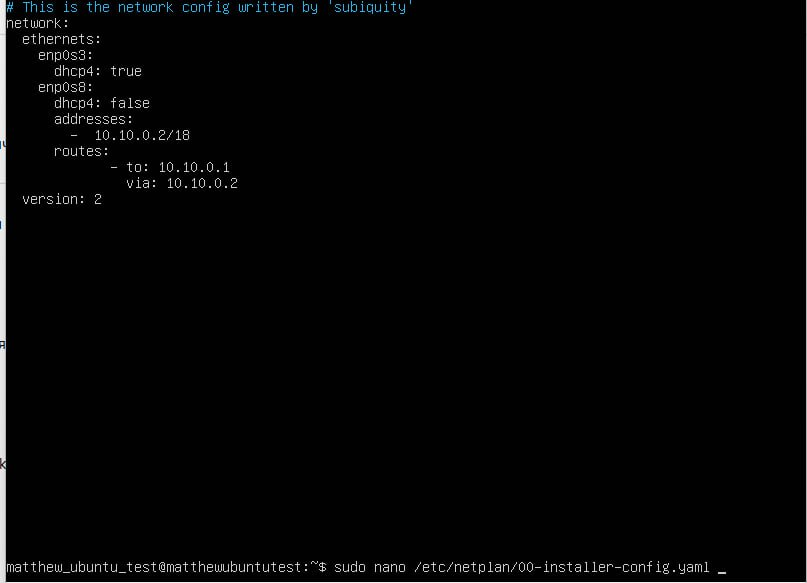 # This is the network config written by 'subiquity'
network:
  ethernets:
    enp0s3:
      dhcp4: true
    enp0s8:
      dhcp4: false
      addresses:
        -  10.10.0.2/18
      routes:
             - to: 10.10.0.1
               via: 10.10.0.2
  version: 2
matthew_ubuntu_test@matthewubuntutest:~$ sudo nano /etc/netplan/00-installer-config.yaml _